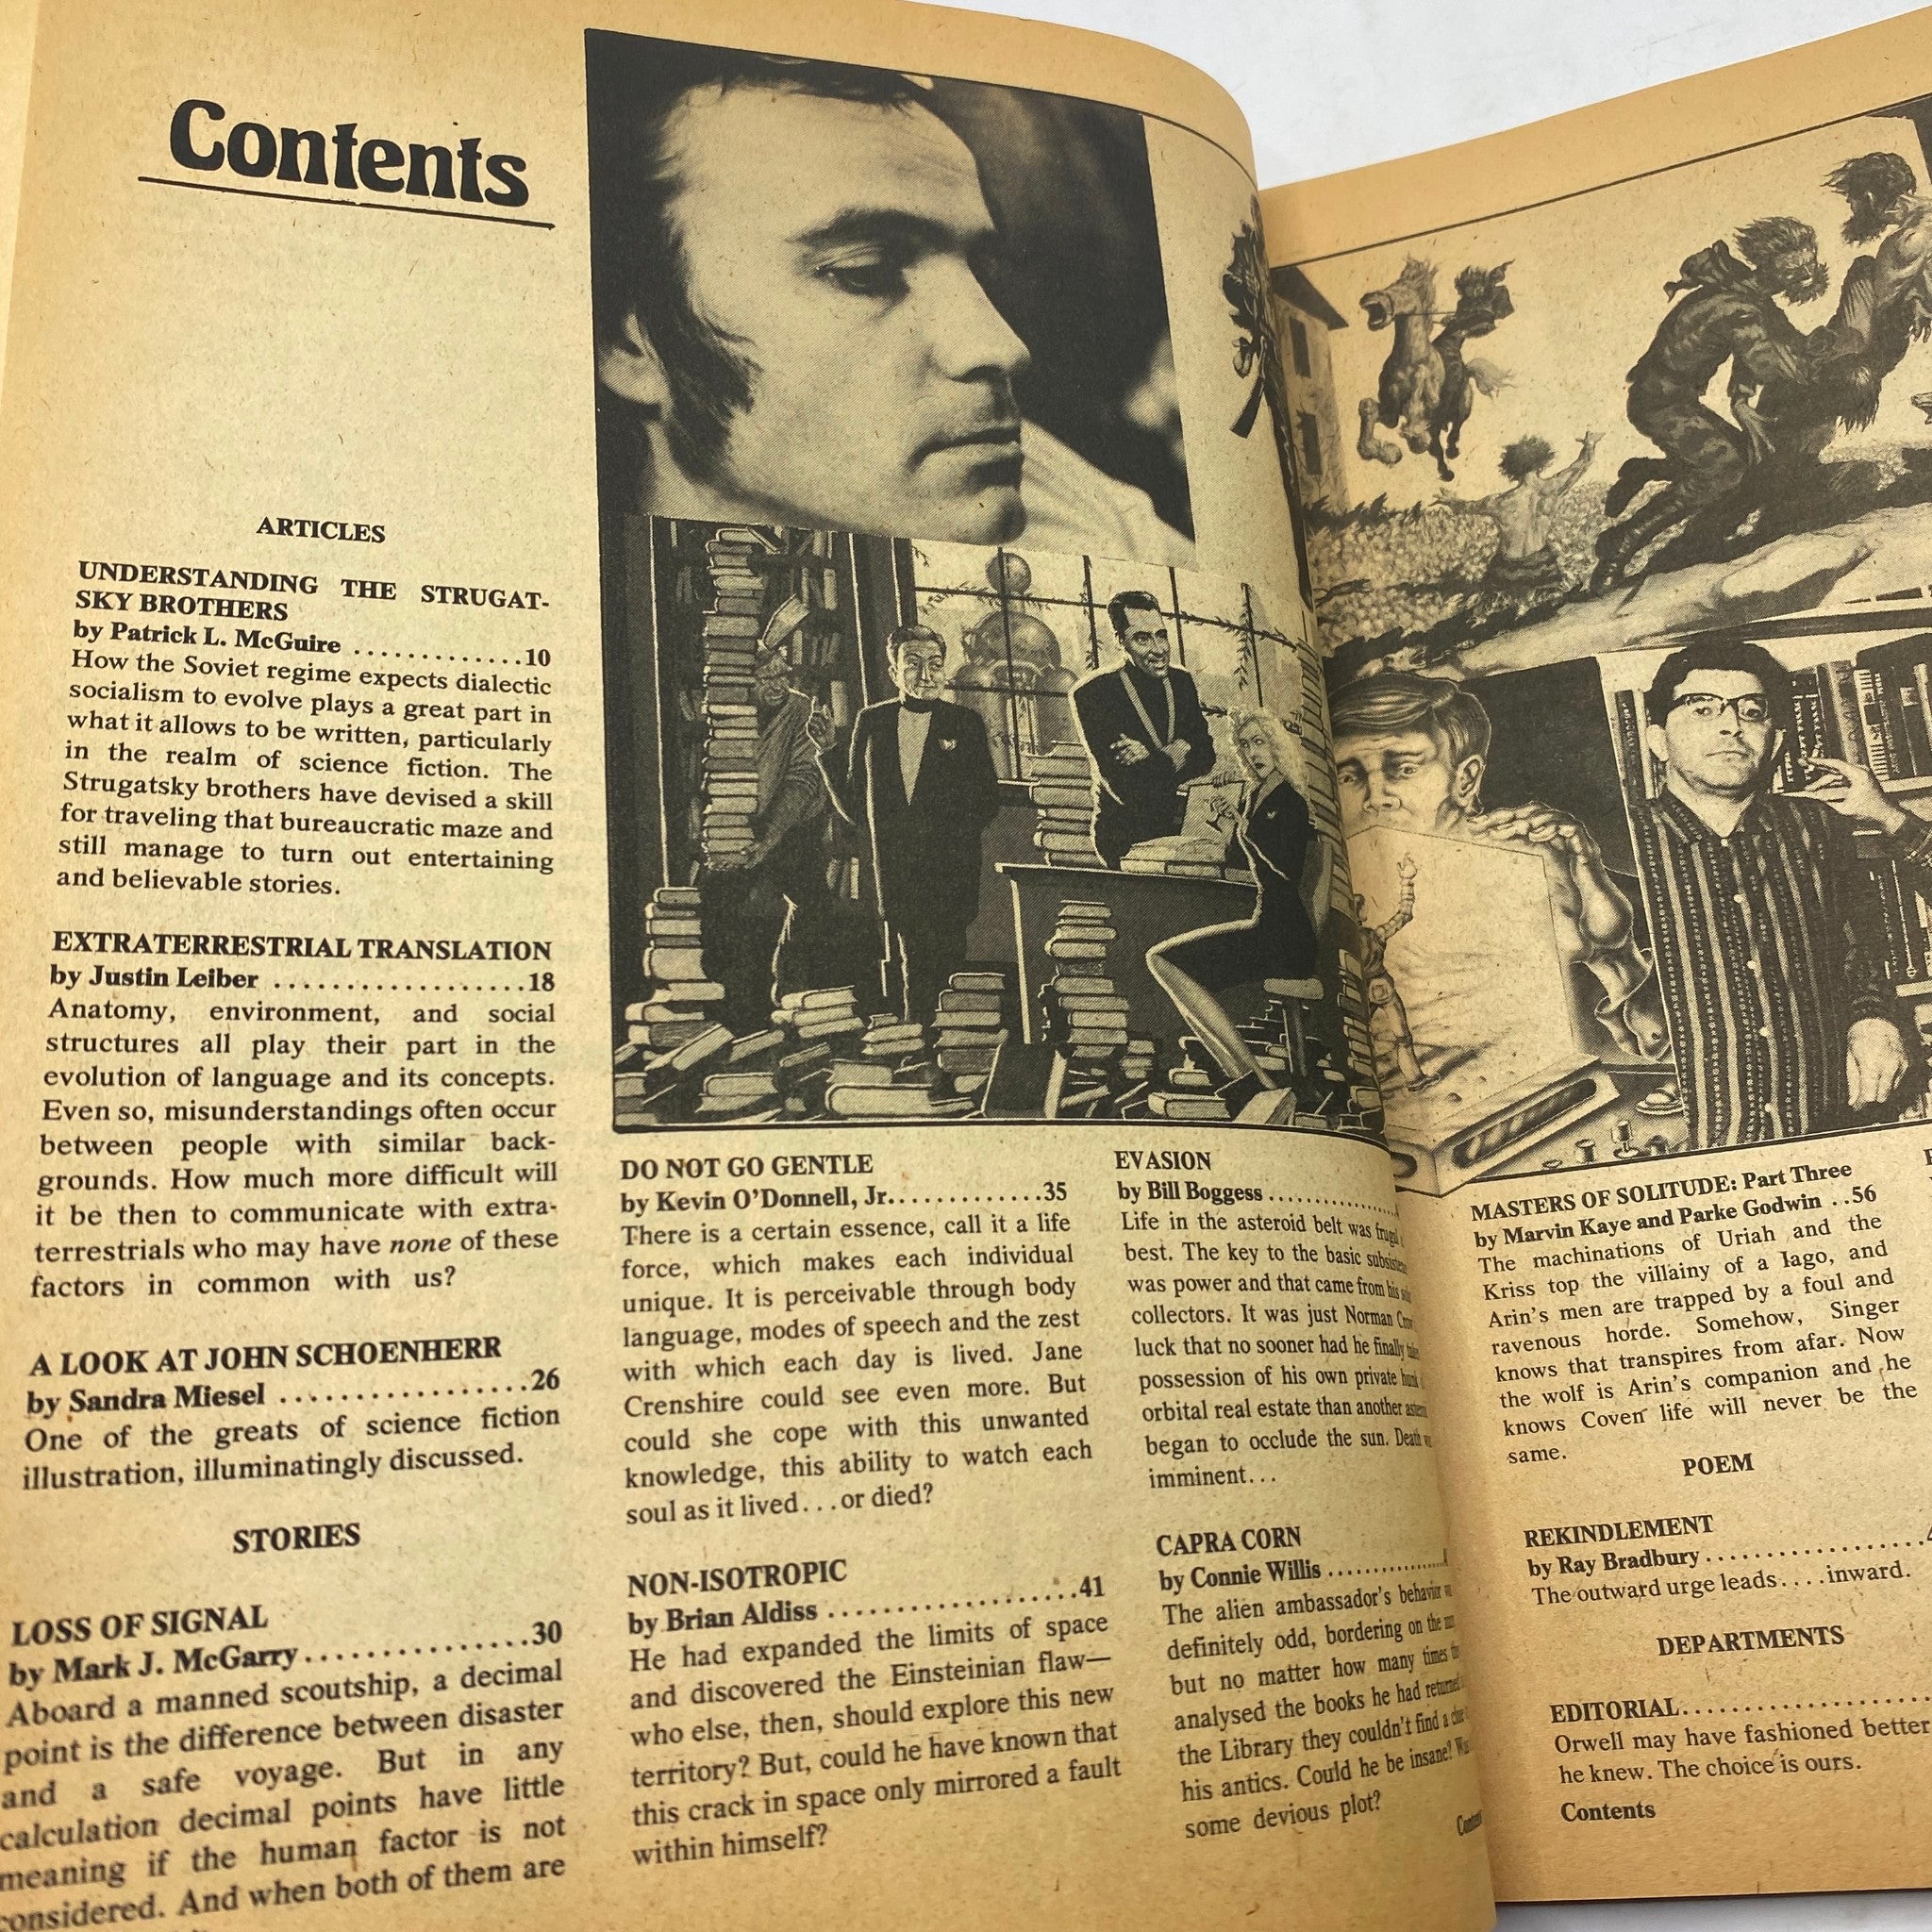 Contents
ARTICLES
UNDERSTANDING THE STRUGAT-
SKY BROTHERS
by Patrick L. McGuire .............10
How the Soviet regime expects dialectic
socialism to evolve plays a great part in
what it allows to be written, particularly
in the realm of science fiction. The
Strugatsky brothers have devised a skill
for traveling that bureaucratic maze and
still manage to turn out entertaining
and believable stories.
EXTRATERRESTRIAL TRANSLATION
by Justin Leiber ..................18
Anatomy, environment, and social
structures all play their part in the
evolution of language and its concepts.
Even so, misunderstandings often occur
between people with similar back-
grounds. How much more difficult will
it be then to communicate with extra-
terrestrials who may have none of these
factors in common with us?
A LOOK AT JOHN SCHOENHERR
by Sandra Miesel .................26
One of the greats of science fiction
illustration, illuminatingly discussed.
STORIES
LOSS OF SIGNAL
by Mark J. McGarry.............30
Aboard a manned scoutship, a decimal
point is the difference between disaster
and a safe voyage. But in any
calculation decimal points have little
meaning if the human factor is not
considered. And when both of them are
DO NOT GO GENTLE
by Kevin O'Donnell, Jr.............35
There is a certain essence, call it a life
force, which makes each individual
unique. It is perceivable through body
language, modes of speech and the zest
with which each day is lived. Jane
Crenshire could see even more. But
could she cope with this unwanted
knowledge, this ability to watch each
soul as it lived...or died?
NON-ISOTROPIC
by Brian Aldiss ...................41
He had expanded the limits of space
and discovered the Einsteinian flaw—
who else, then, should explore this new
territory? But, could he have known that
this crack in space only mirrored a fault
within himself?
EVASION
by Bill Boggess ............
Life in the asteroid belt was frugal
best. The key to the basic
was power and that came from his
collectors. It was just Norman
luck that no sooner had he finally
possession of his own private
orbital real estate than another
began to occlude the sun. Death
imminent...
CAPRA CORN
by Connie Willis ............
The alien ambassador's behavior
definitely odd, bordering on the
but no matter how many times
analysed the books he had returned
the Library they couldn't find a
his antics. Could he be insane?
some devious plot?
MASTERS OF SOLITUDE: Part Three
by Marvin Kaye and Parke Godwin ..56
The machinations of Uriah and the
Kriss top the villainy of a Iago, and
Arin's men are trapped by a foul and
ravenous horde. Somehow, Singer
knows that transpires from afar. Now
the wolf is Arin's companion and he
knows Coven life will never be the
same.
POEM
REKINDLEMENT
by Ray Bradbury ..................
The outward urge leads....inward.
DEPARTMENTS
EDITORIAL....................
Orwell may have fashioned better
he knew. The choice is ours.
Contents